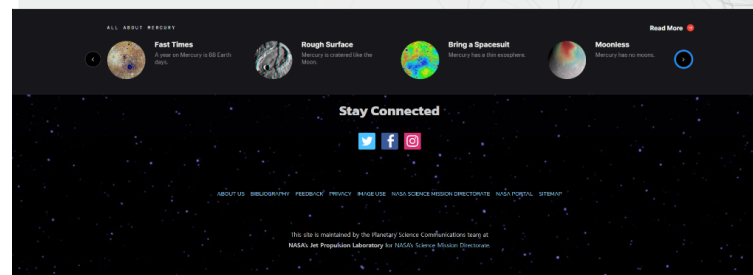 ALL ABOUT MERCURY
Read More
Fast Times
A year on Mercury is 88 Earth
days.
Rough Surface
Mercury is cratered like the
Moon.
Bring a Spacesuit
Mercury has a thin exosphere.
Moonless
Mercury has no moons.
Stay Connected
ABOUT US BIBLIOGRAPHY FEEDBACK PRIVACY IMAGE USE NASA SCIENCE MISSION DIRECTORATE NASA PORTAL SITEMAP
This site is maintained by the Planetary Science Communications team at
NASA's Jet Propulsion Laboratory for NASA's Science Mission Directorate.